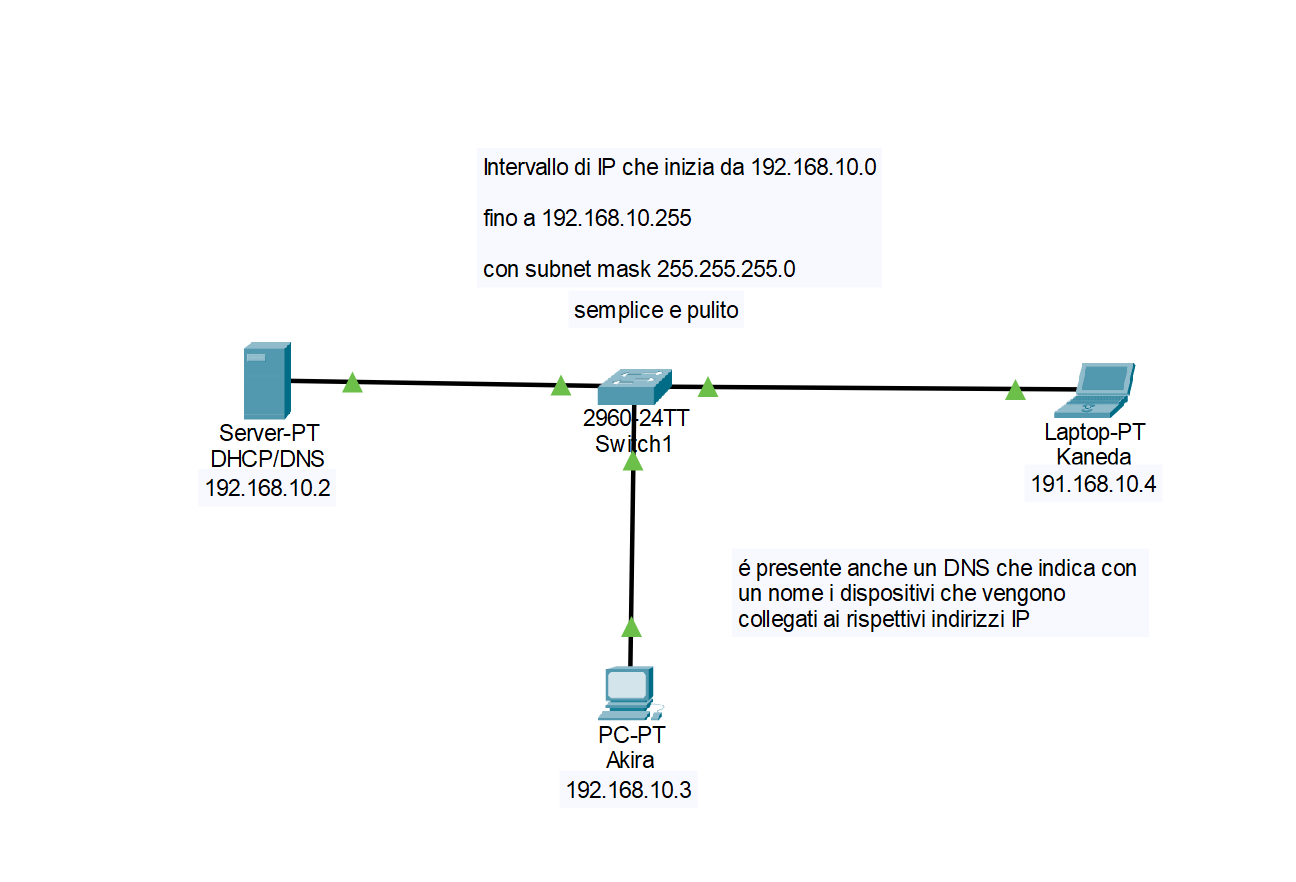 Intervallo di IP che inizia da 192.168.10.0
fino a 192.168.10.255
con subnet mask 255.255.255.0
semplice e pulito
Server-PT
DHCP/DNS
192.168.10.2
2960-24TT
Switch1
Laptop-PT
Kaneda
191.168.10.4
é presente anche un DNS che indica con
un nome i dispositivi che vengono
collegati ai rispettivi indirizzi IP
PC-PT
Akira
192.168.10.3